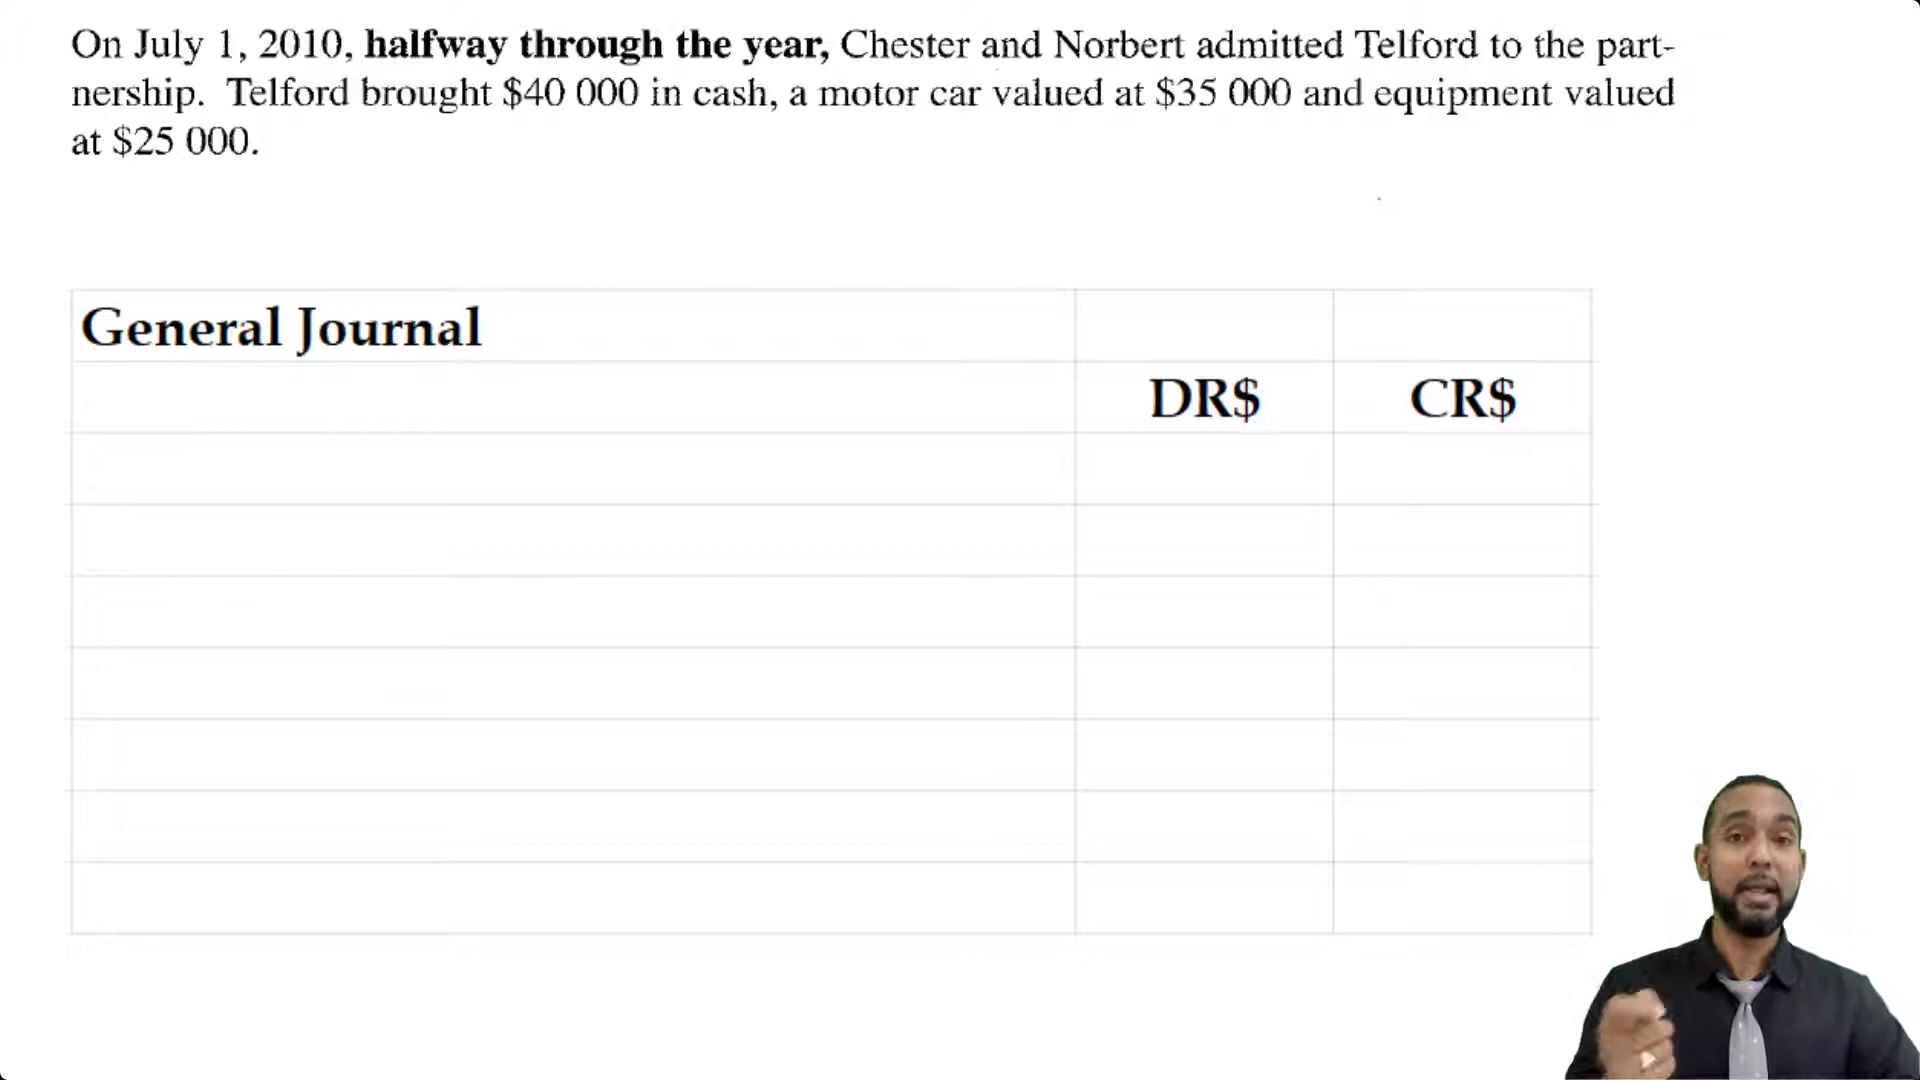 On July 1, 2010, halfway through the year, Chester and Norbert admitted Telford to the part-
nership. Telford brought $40 000 in cash, a motor car valued at $35 000 and equipment valued
at $25 000.
General Journal
DR$ CR$